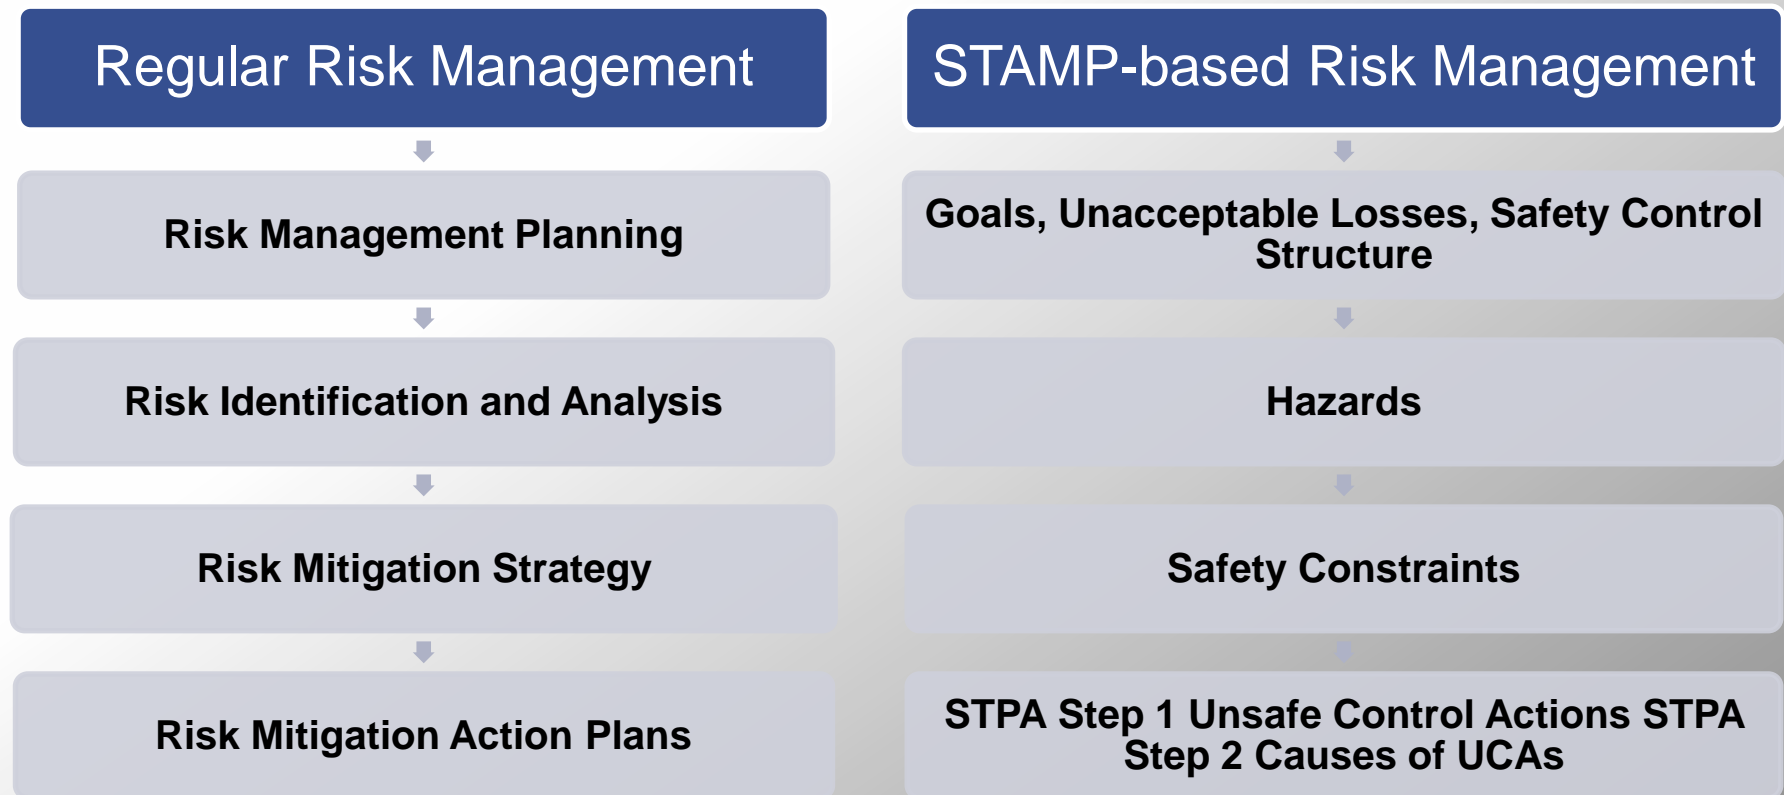 Regular Risk Management
Risk Management Planning
Risk Identification and Analysis
Risk Mitigation Strategy
Risk Mitigation Action Plans
STAMP-based Risk Management
Goals, Unacceptable Losses, Safety Control
Structure
Hazards
Safety Constraints
STPA Step 1 Unsafe Control Actions STPA
Step 2 Causes of UCAs